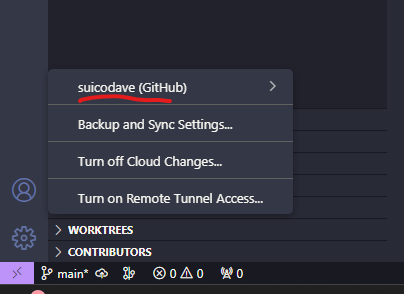 suicodave (GitHub)
Backup and Sync Settings...
Turn off Cloud Changes...
Turn on Remote Tunnel Access...
WORKTREES
CONTRIBUTORS
main* 0 0 0